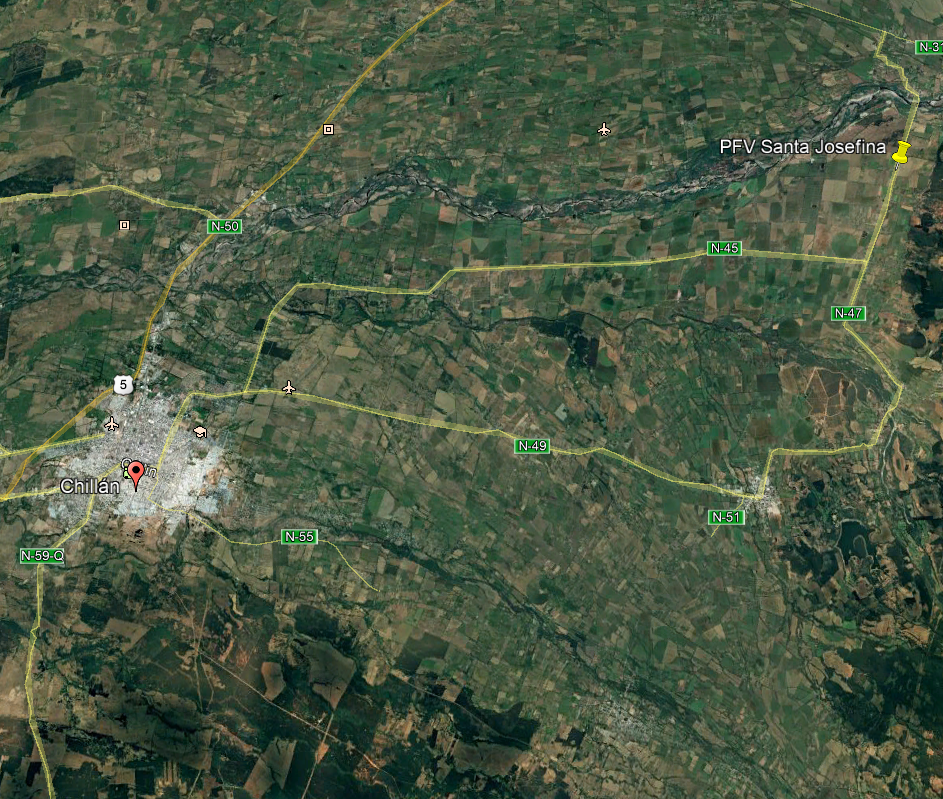 N-31
PFV Santa Josefina
N-50
N-45
N-47
5
N-49
Chillán
N-51
N-55
N-59-Q